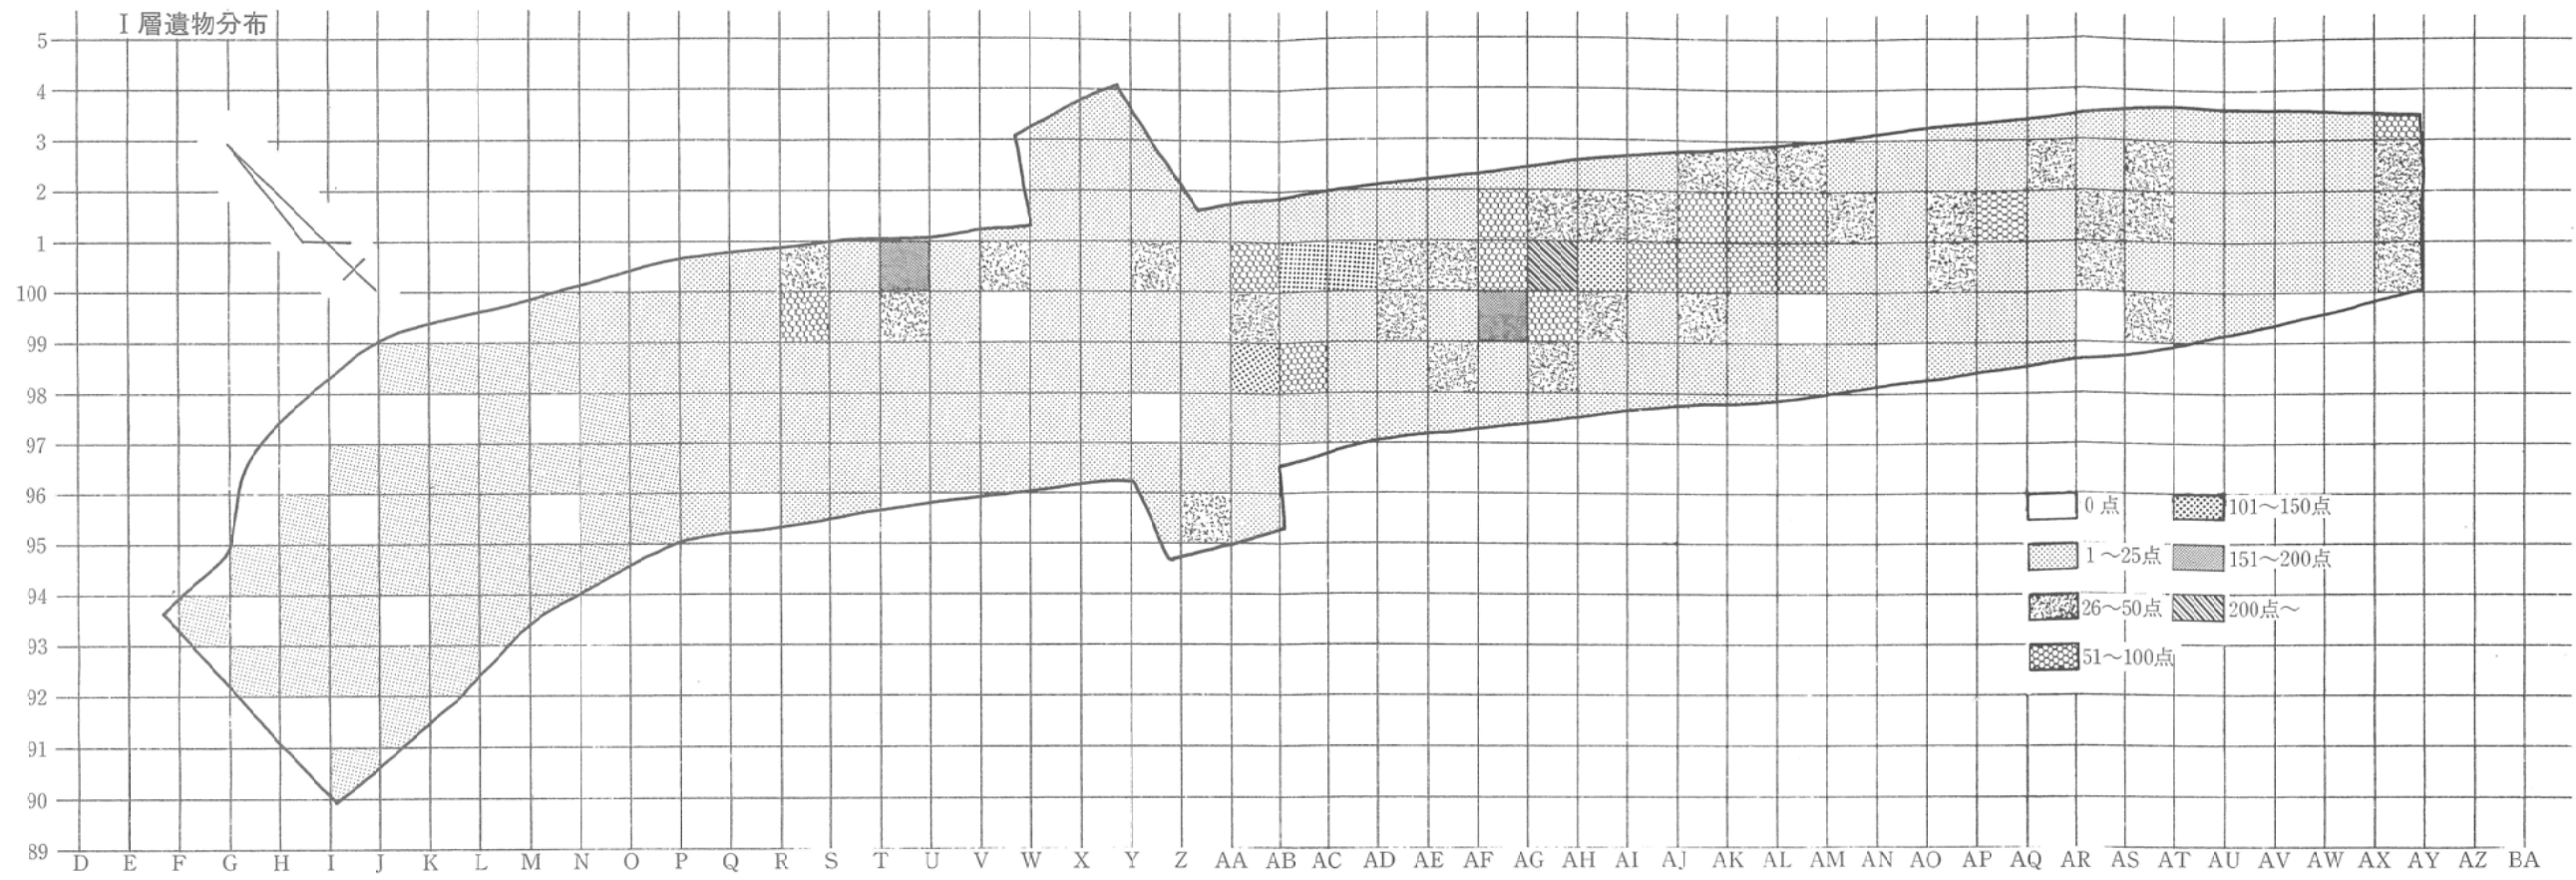 I 層遺物分布
5
4
3
2
1
100
99
98
97
96
95
94
93
92
91
90
89
D E F G H I J K L M N O P Q R S T U V W X Y Z AA AB AC AD AE AF AG AH AI AJ AK AL AM AN AO AP AQ AR AS AT AU AV AW AX AY AZ BA
0 点
1～25点
26～50点
51～100点
101～150点
151～200点
200点～